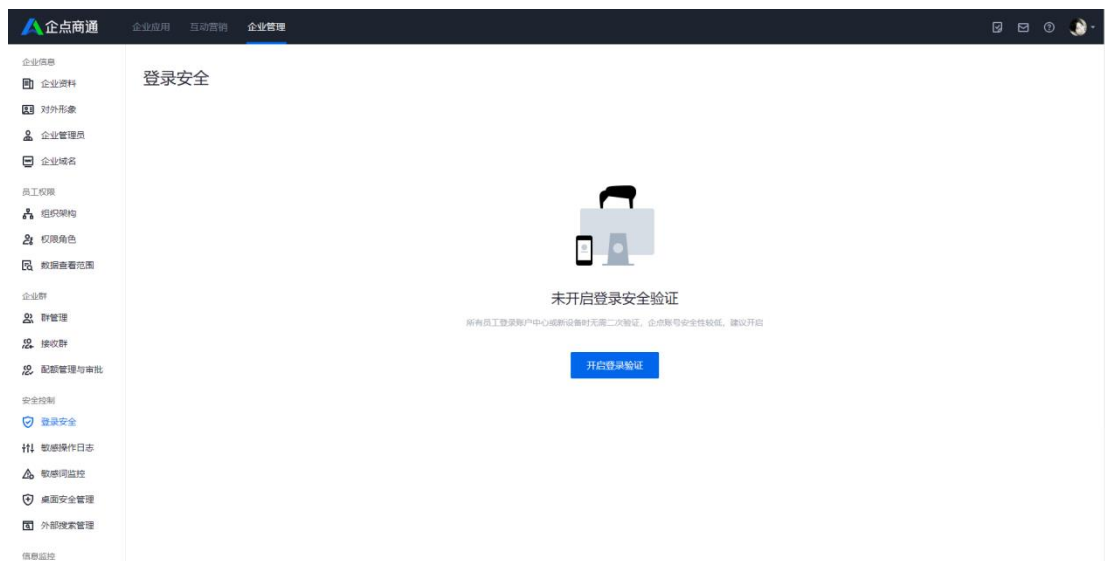 企点商通
企业应用 互动营销 企业管理
企业信息
企业资料
对外形象
企业管理员
企业域名
员工权限
组织架构
权限角色
数据查看范围
企业群
群管理
接收群
配额管理与审批
安全控制
登录安全
敏感操作日志
敏感词监控
桌面安全管理
外部搜索管理
信息监控
登录安全
未开启登录安全验证
所有员工登录账户中心或新设备时无需二次验证，企点账号安全性较低，建议开启
开启登录验证